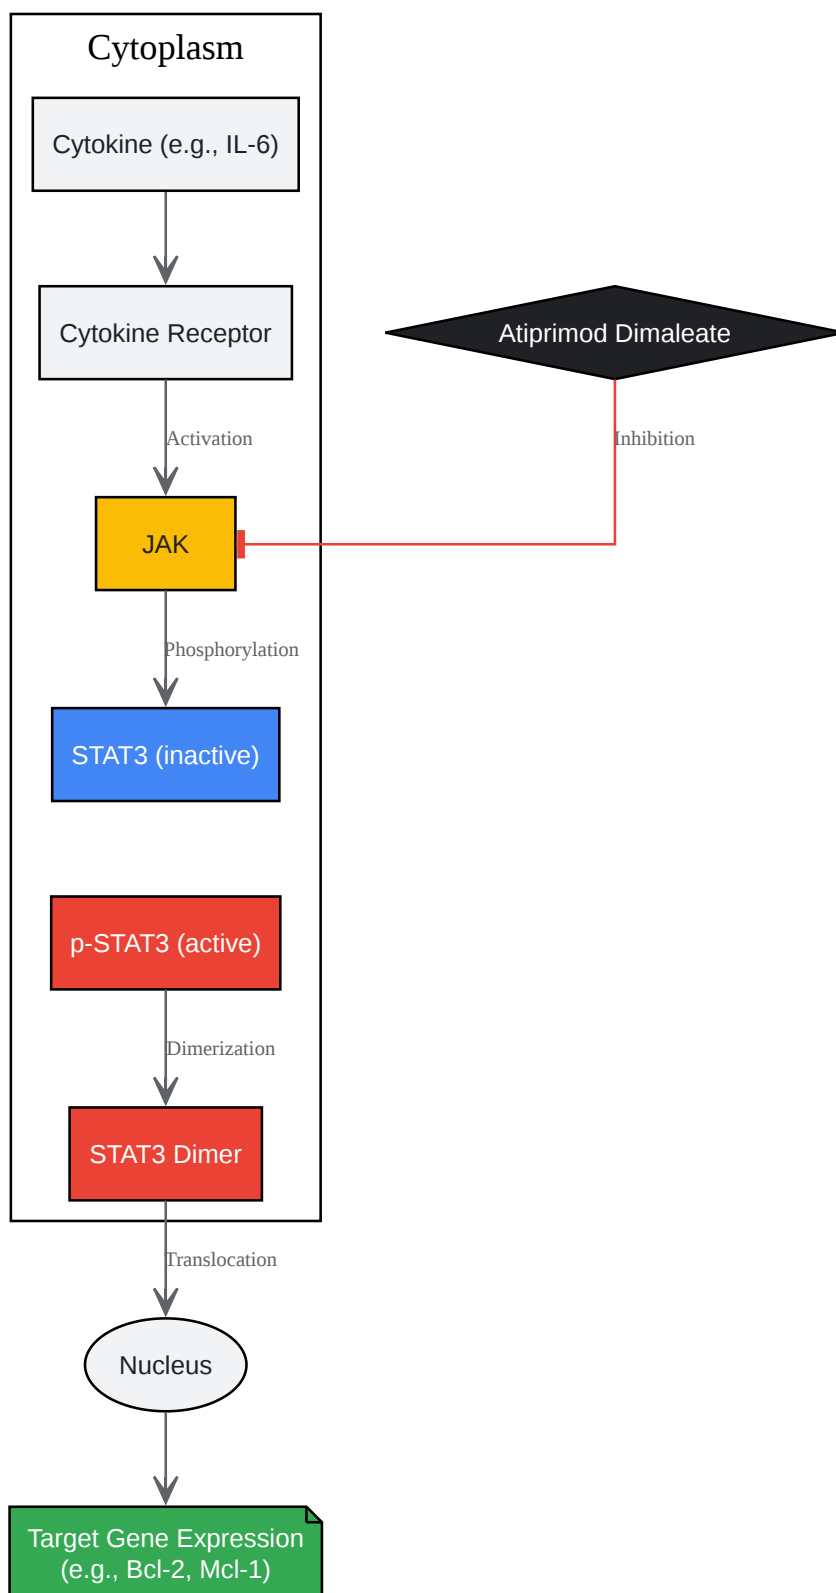 Cytoplasm
Cytokine (e.g., IL-6)
Cytokine Receptor
Atiprimod Dimaleate
Activation
Inhibition
JAK
Phosphorylation
STAT3 (inactive)
p-STAT3 (active)
Dimerization
STAT3 Dimer
Translocation
Nucleus
Target Gene Expression
(e.g., Bcl-2, Mcl-1)